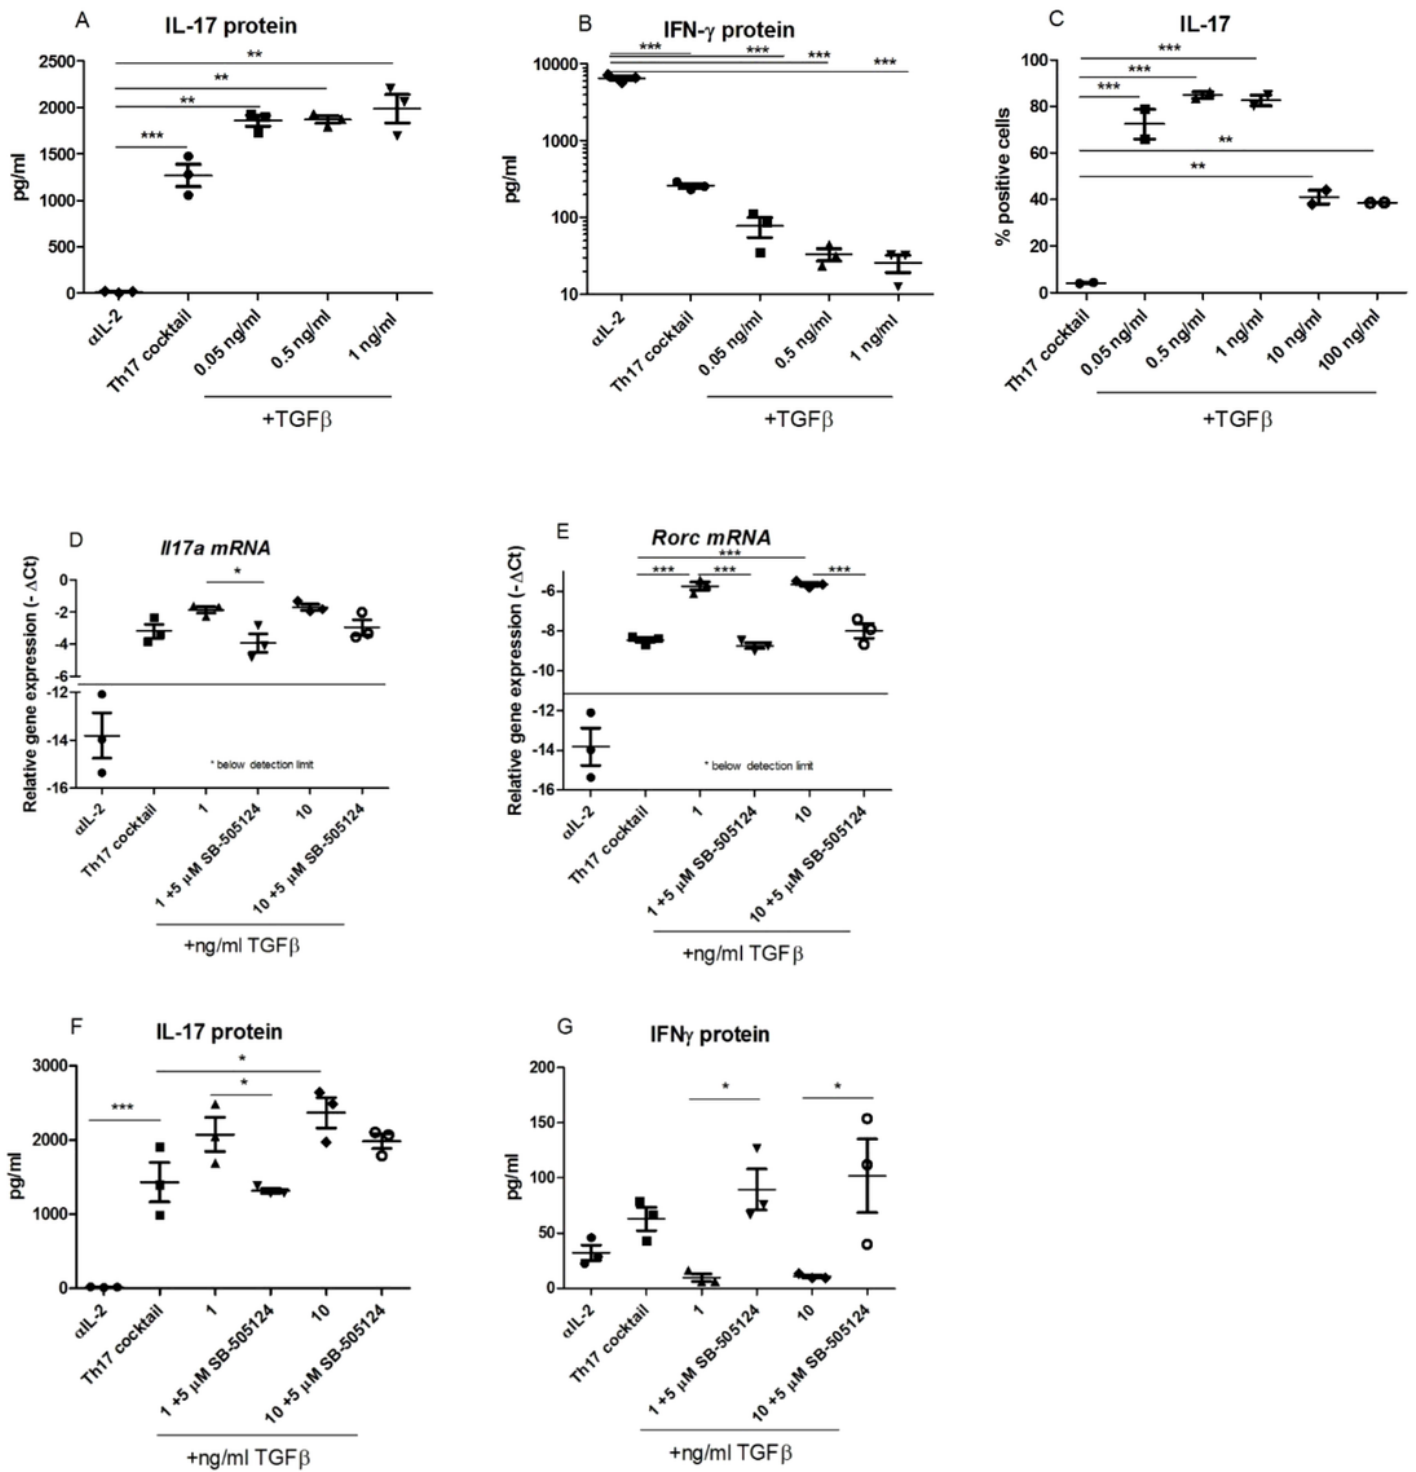 A
IL-17 protein
pg/ml
2500
2000
1500
1000
500
0
**
**
**
***
αIL-2
Th17 cocktail
0.05 ng/ml
0.5 ng/ml
1 ng/ml
+TGFβ
B
IFN-γ protein
pg/ml
10000
1000
100
10
***
***
***
***
αIL-2
Th17 cocktail
0.05 ng/ml
0.5 ng/ml
1 ng/ml
+TGFβ
C
IL-17
% positive cells
100
80
60
40
20
0
***
***
***
**
**
Th17 cocktail
0.05 ng/ml
0.5 ng/ml
1 ng/ml
10 ng/ml
100 ng/ml
+TGFβ
D
Il17a mRNA
Relative gene expression (- ΔCt)
0
-2
-4
-6
-12
-14
-16
*
* below detection limit
αIL-2
Th17 cocktail
1
1 +5 μM SB-505124
10
10 +5 μM SB-505124
+ng/ml TGFβ
E
Rorc mRNA
Relative gene expression (- ΔCt)
-6
-8
-10
-12
-14
-16
***
***
***
***
* below detection limit
αIL-2
Th17 cocktail
1
1 +5 μM SB-505124
10
10 +5 μM SB-505124
+ng/ml TGFβ
F
IL-17 protein
pg/ml
3000
2000
1000
0
*
*
***
αIL-2
Th17 cocktail
1
1 +5 μM SB-505124
10
10 +5 μM SB-505124
+ng/ml TGFβ
G
IFNγ protein
pg/ml
200
150
100
50
0
*
*
αIL-2
Th17 cocktail
1
1 +5 μM SB-505124
10
10 +5 μM SB-505124
+ng/ml TGFβ